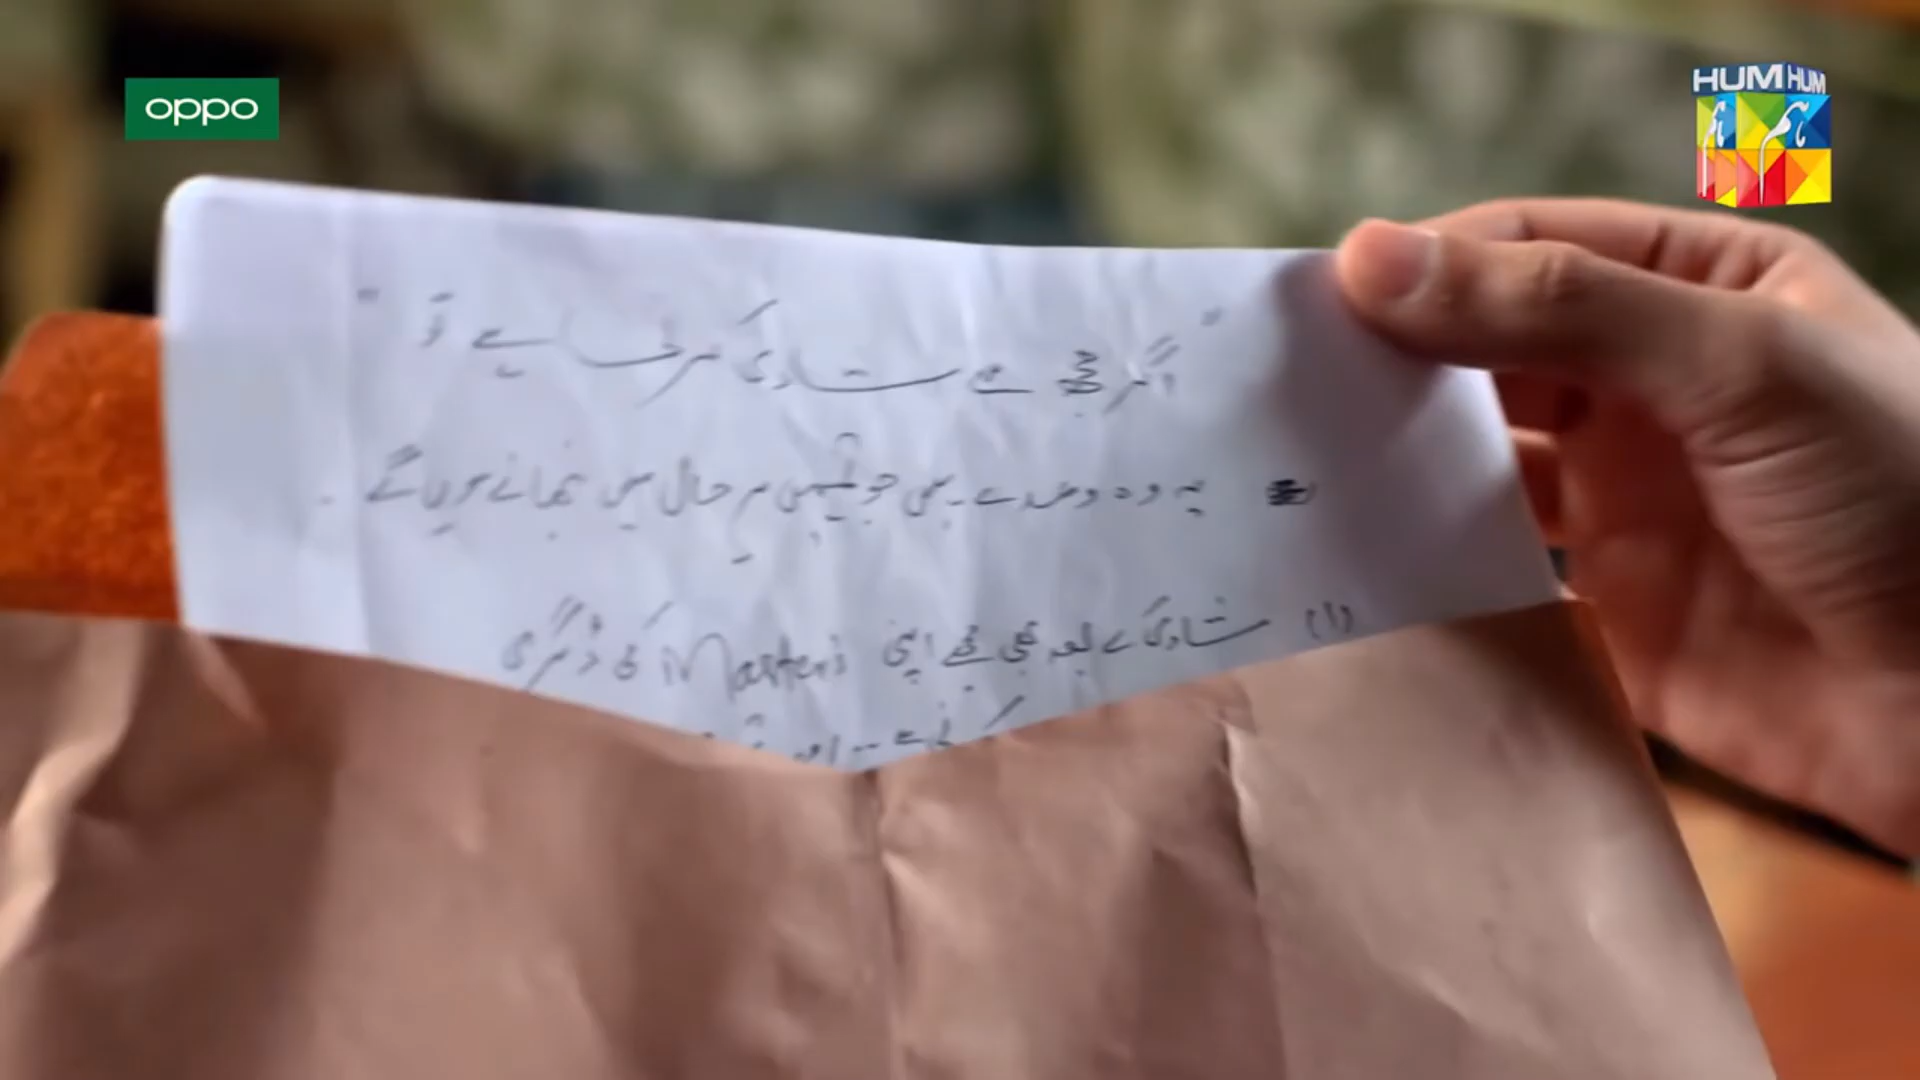 oppo
HUM HUM
"اگر مجھ سے شادی کرنی ہے تو"
یہ وہ وعدے ہیں جو تمہیں ہر حال میں نبھانے ہوں گے۔
(۱) شادی کے بعد بھی مجھے اپنی Masters کی ڈگری